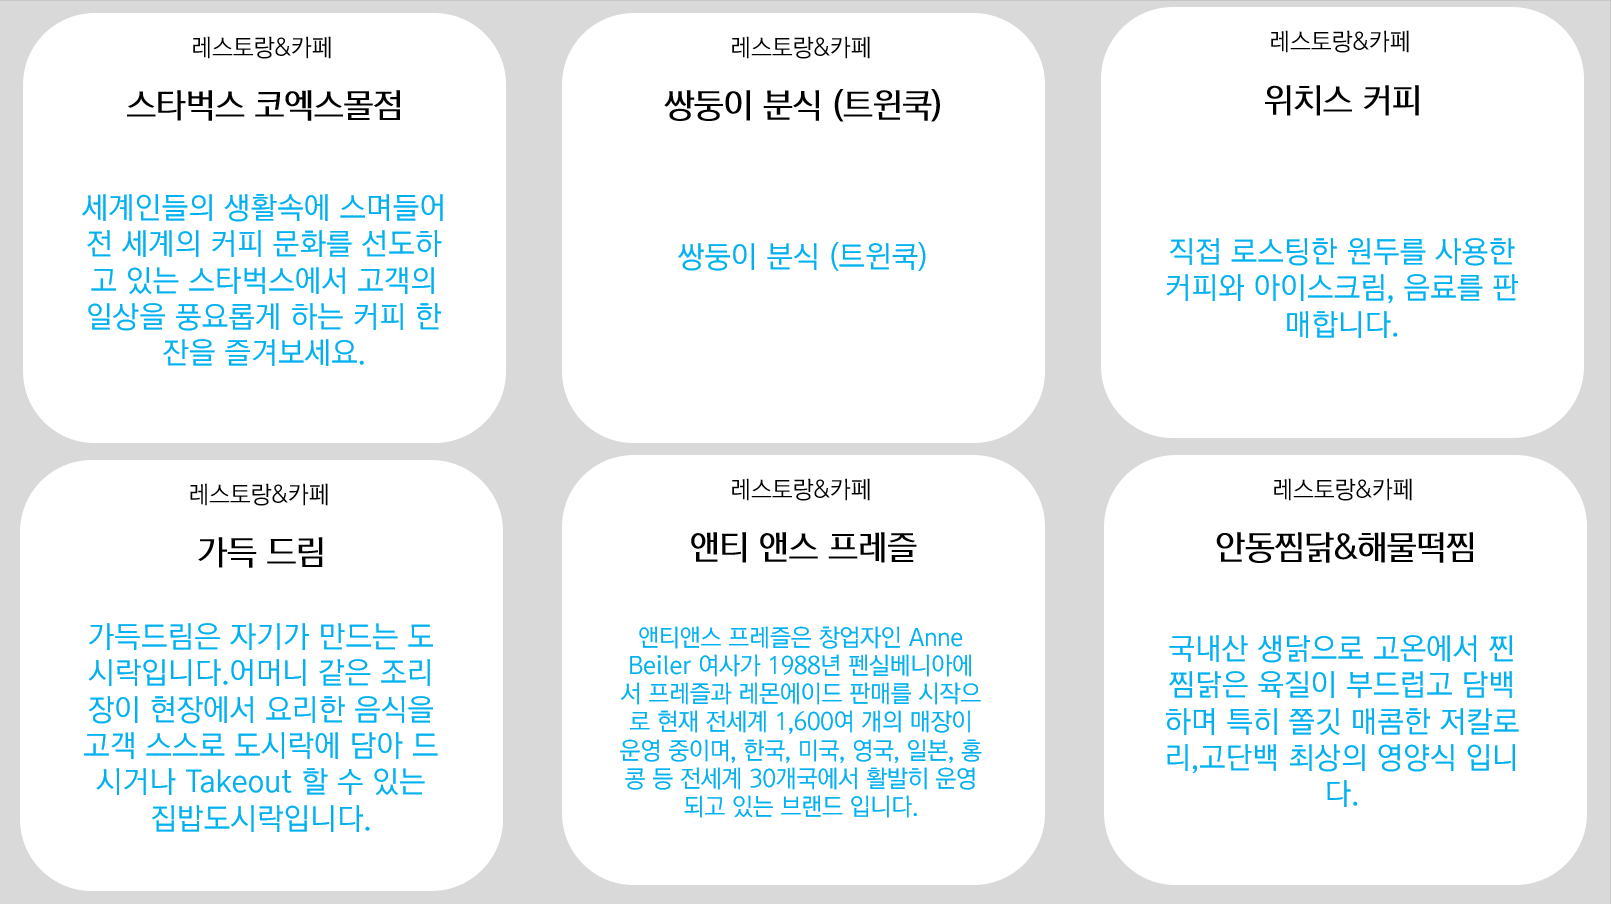 레스토랑&카페
스타벅스 코엑스몰점
세계인들의 생활속에 스며들어
전 세계의 커피 문화를 선도하
고 있는 스타벅스에서 고객의
일상을 풍요롭게 하는 커피 한
잔을 즐겨보세요.
레스토랑&카페
쌍둥이 분식 (트윈쿡)
쌍둥이 분식 (트윈쿡)
레스토랑&카페
위치스 커피
직접 로스팅한 원두를 사용한
커피와 아이스크림, 음료를 판
매합니다.
레스토랑&카페
가득 드림
가득드림은 자기가 만드는 도
시락입니다.어머니 같은 조리
장이 현장에서 요리한 음식을
고객 스스로 도시락에 담아 드
시거나 Takeout 할 수 있는
집밥도시락입니다.
레스토랑&카페
앤티 앤스 프레즐
앤티앤스 프레즐은 창업자인 Anne
Beiler 여사가 1988년 펜실베니아에
서 프레즐과 레몬에이드 판매를 시작으
로 현재 전세계 1,600여 개의 매장이
운영 중이며, 한국, 미국, 영국, 일본, 홍
콩 등 전세계 30개국에서 활발히 운영
되고 있는 브랜드 입니다.
레스토랑&카페
안동찜닭&해물떡찜
국내산 생닭으로 고온에서 찐
찜닭은 육질이 부드럽고 담백
하며 특히 쫄깃 매콤한 저칼로
리,고단백 최상의 영양식 입니
다.